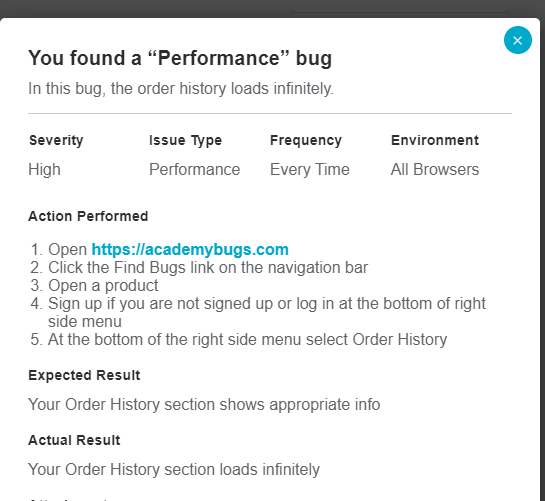 You found a “Performance” bug
In this bug, the order history loads infinitely.
Severity Issue Type Frequency Environment
High Performance Every Time All Browsers
Action Performed
1. Open https://academybugs.com
2. Click the Find Bugs link on the navigation bar
3. Open a product
4. Sign up if you are not signed up or log in at the bottom of right
side menu
5. At the bottom of the right side menu select Order History
Expected Result
Your Order History section shows appropriate info
Actual Result
Your Order History section loads infinitely